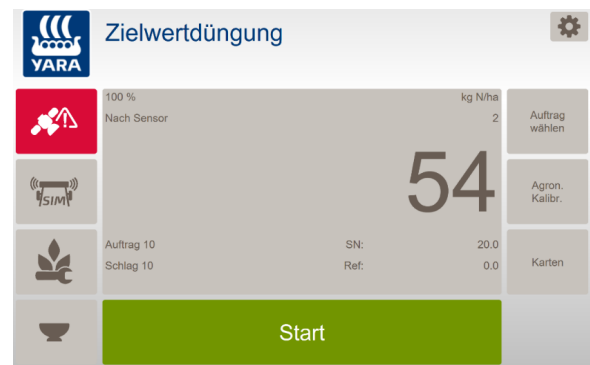 YARA
Zielwertdüngung
100 %
kg N/ha
Nach Sensor
2
54
Auftrag 10
SN:
20.0
Schlag 10
Ref:
0.0
Start
SIM
Auftrag
wählen
Agron.
Kalibr.
Karten